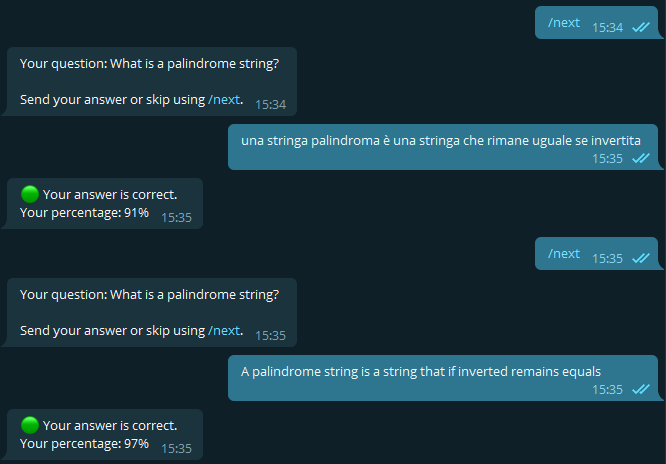 /next 15:34
Your question: What is a palindrome string?
Send your answer or skip using /next. 15:34
una stringa palindroma è una stringa che rimane uguale se invertita
15:35
Your answer is correct.
Your percentage: 91% 15:35
/next 15:35
Your question: What is a palindrome string?
Send your answer or skip using /next. 15:35
A palindrome string is a string that if inverted remains equals
15:35
Your answer is correct.
Your percentage: 97% 15:35